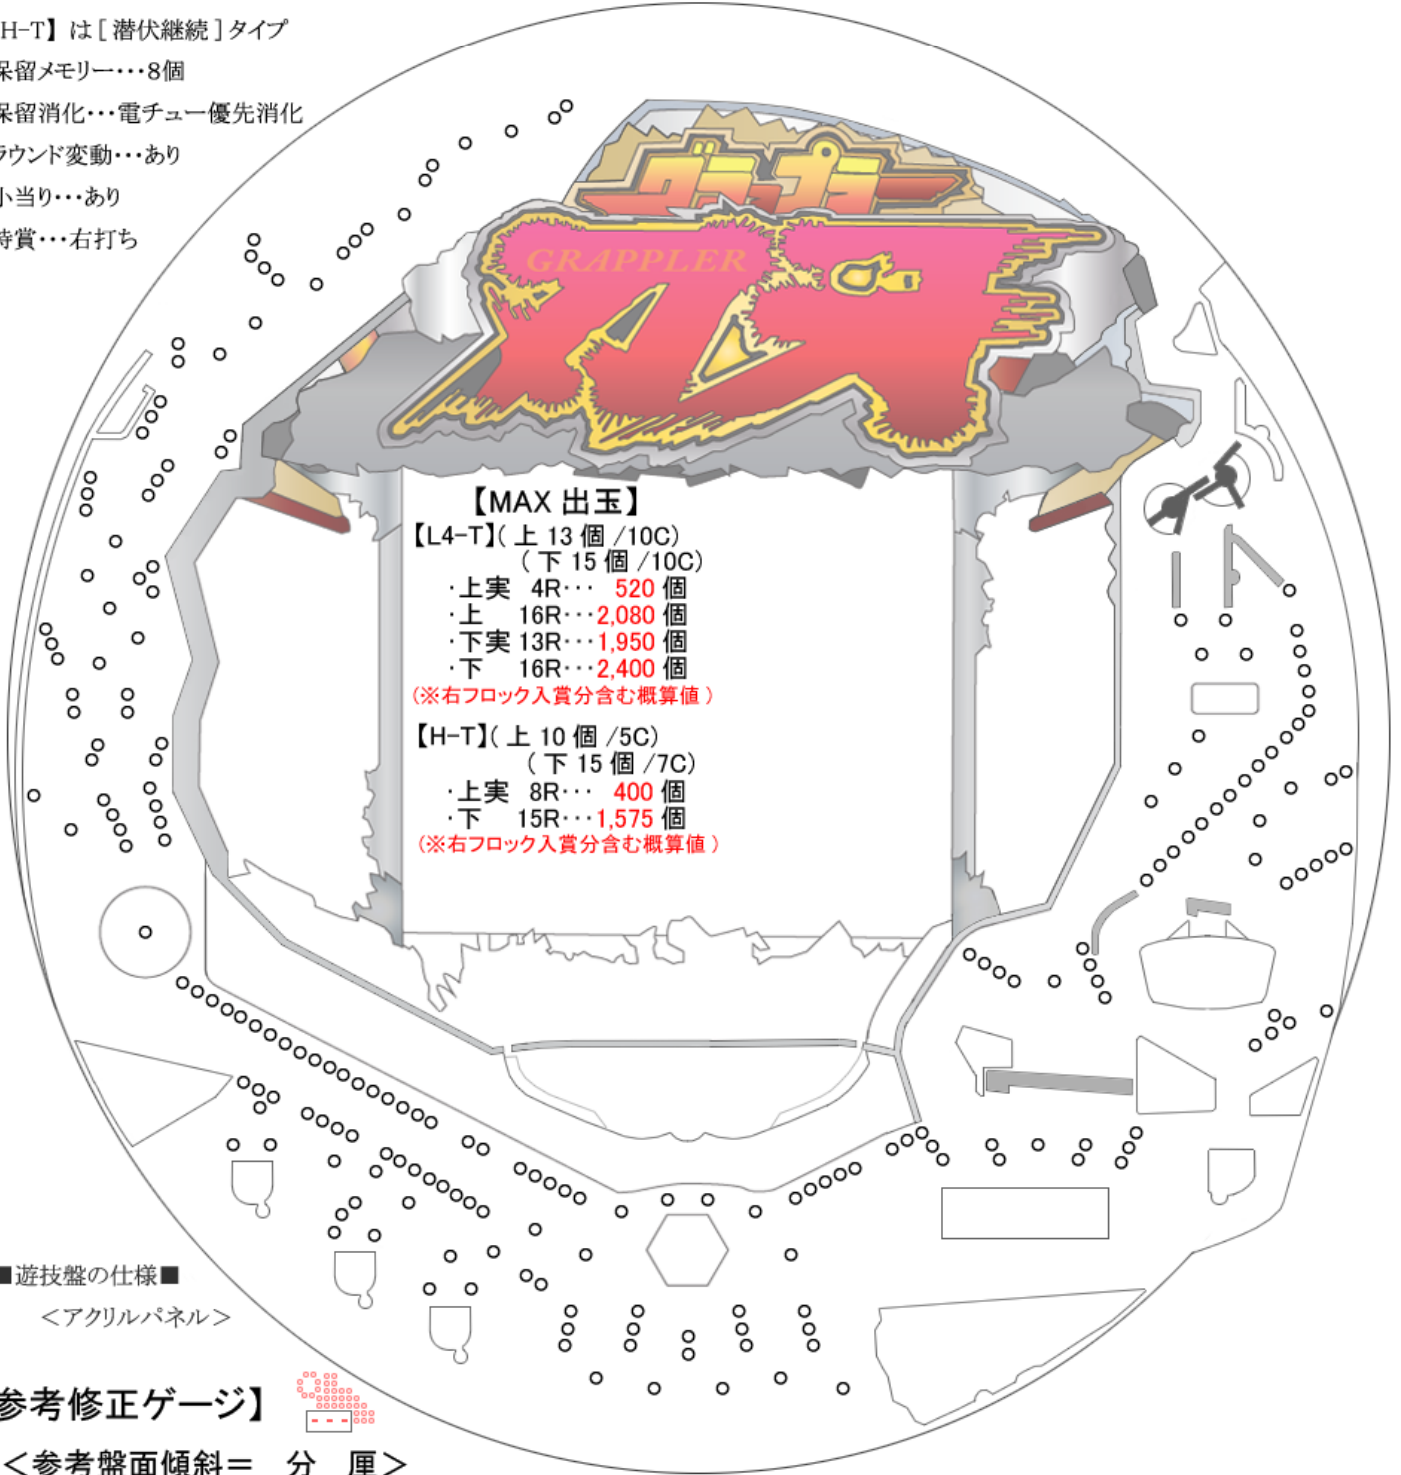 H-T】は[潜伏継続]タイプ
保留メモリー･･･8個
保留消化･･･電チュー優先消化
ラウンド変動･･･あり
小当り･･･あり
特賞･･･右打ち
グラップラー
GRAPPLER
バキ
【MAX 出玉】
【L4-T】( 上 13 個 /10C)
( 下 15 個 /10C)
･上実 4R･･･ 520 個
･上 16R･･･2,080 個
･下実 13R･･･1,950 個
･下 16R･･･2,400 個
(※右フロック入賞分含む概算値 )
【H-T】( 上 10 個 /5C)
( 下 15 個 /7C)
･上実 8R･･･ 400 個
･下 15R･･･1,575 個
(※右フロック入賞分含む概算値 )
■遊技盤の仕様■
＜アクリルパネル＞
参考修正ゲージ】
＜参考盤面傾斜＝ 分 厘＞